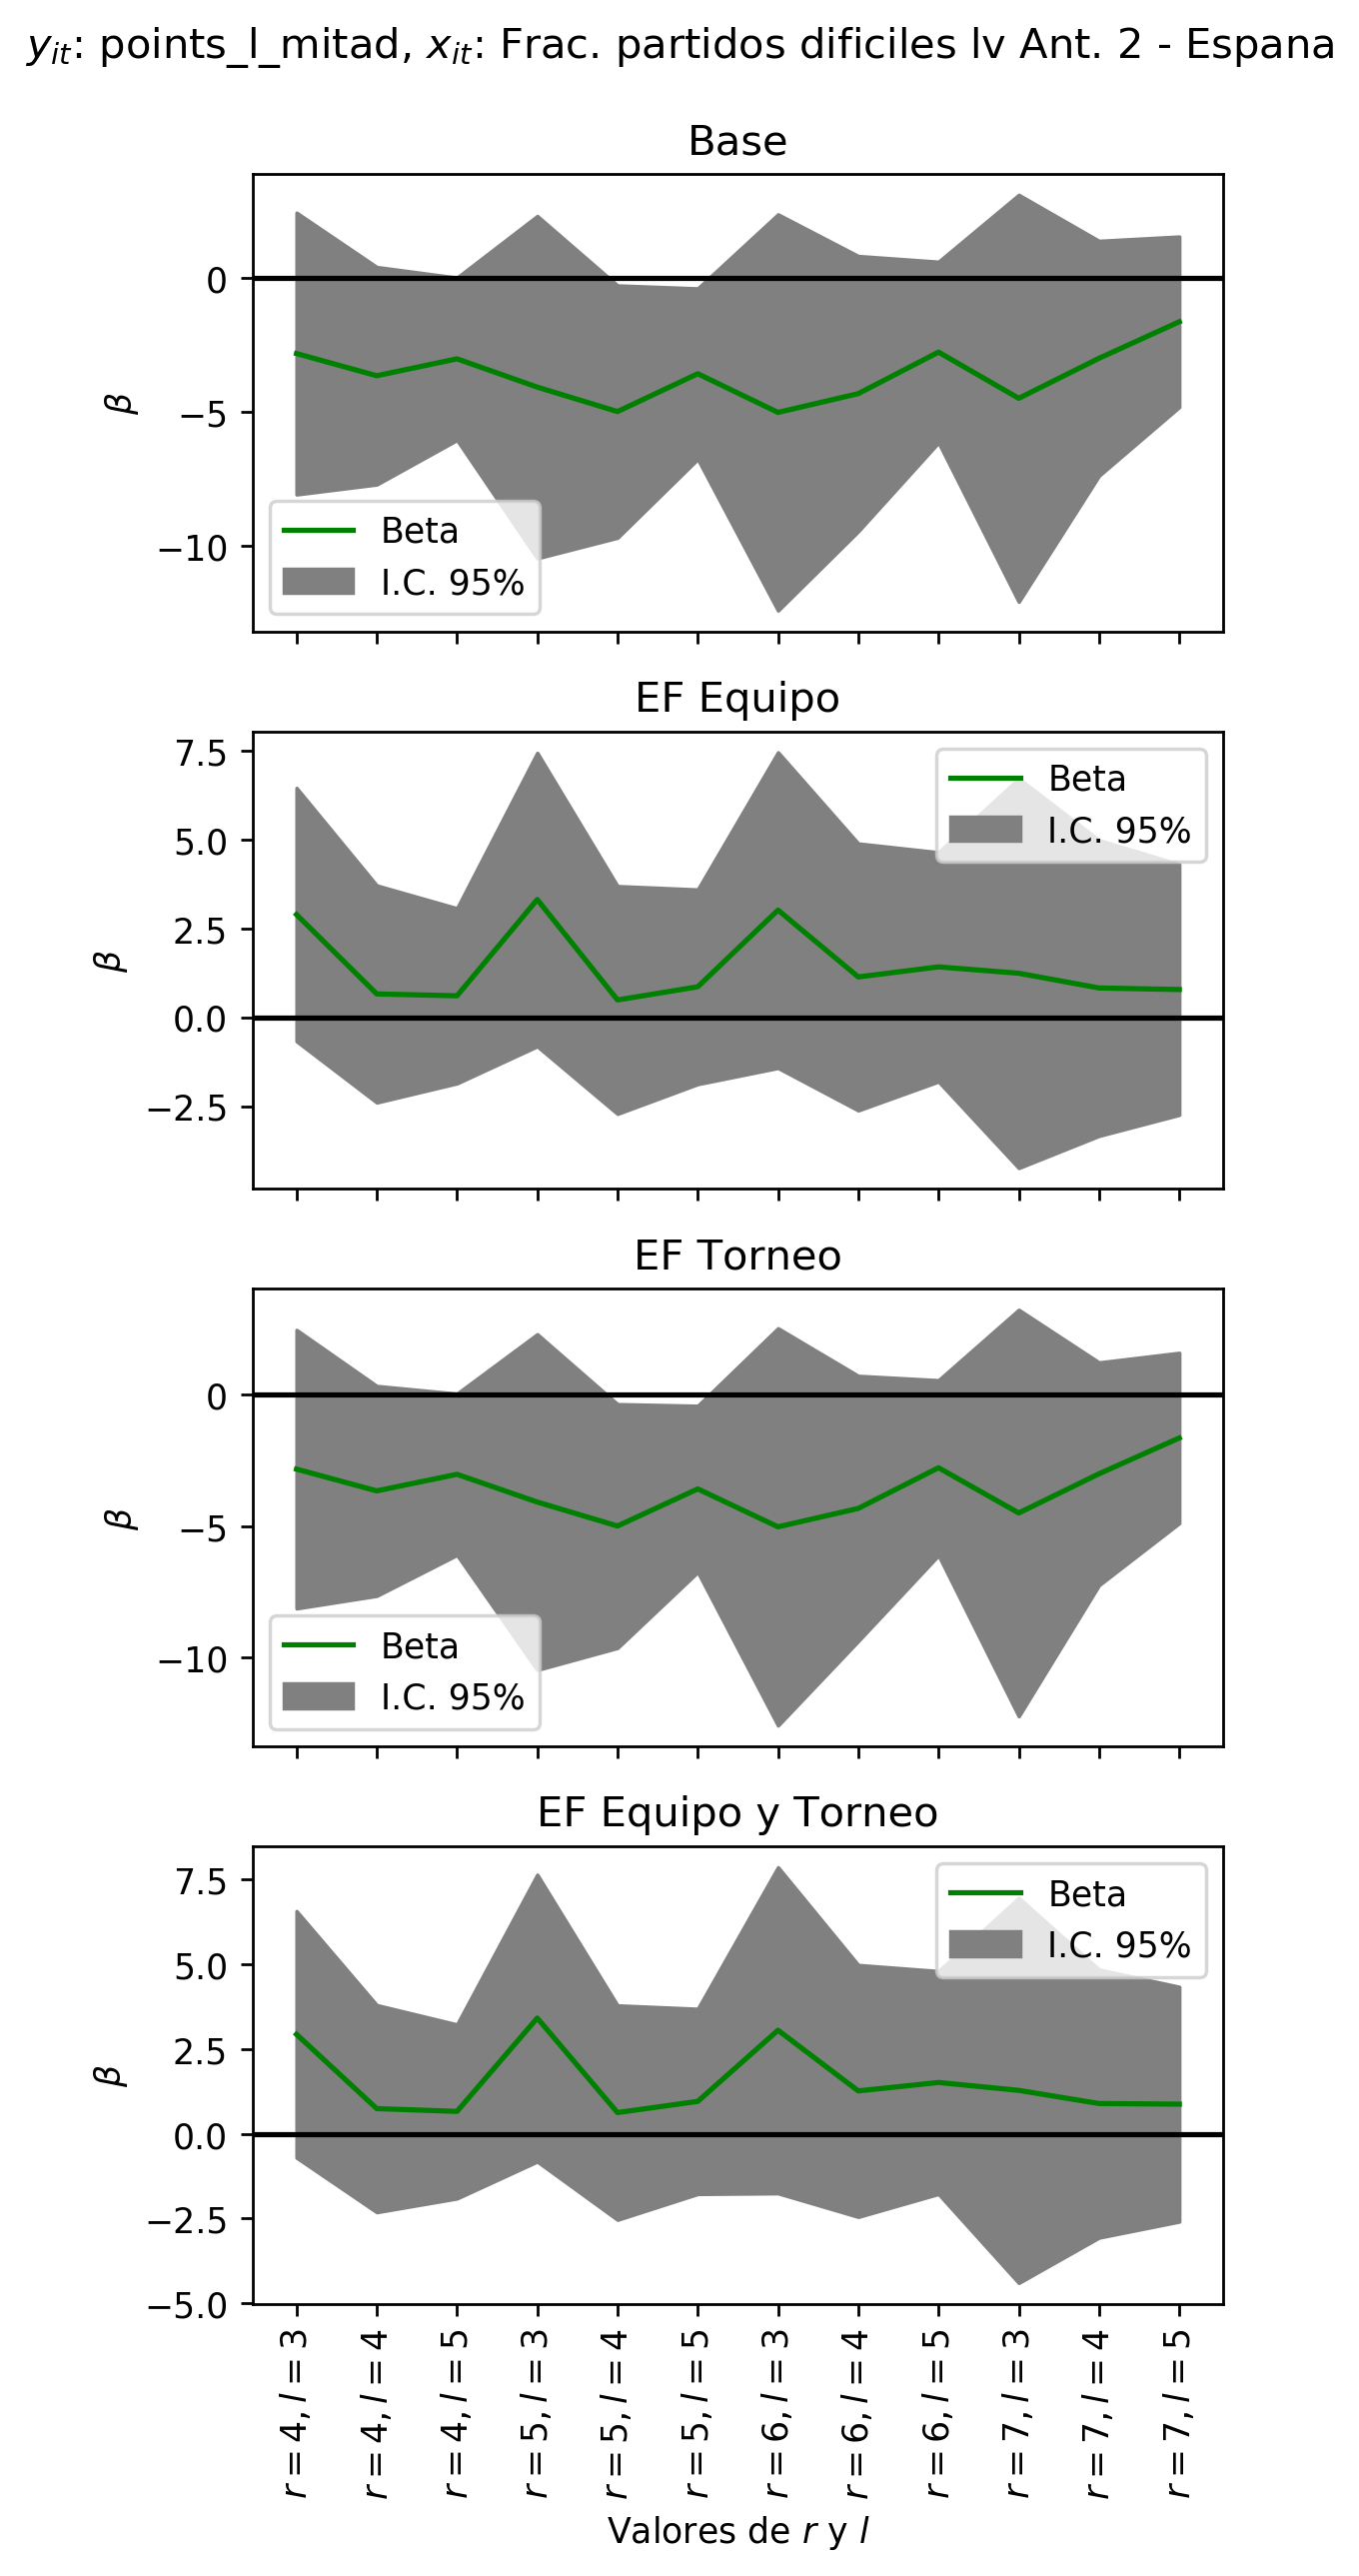 y_it: points_l_mitad, x_it: Frac. partidos dificiles lv Ant. 2 - Espana
Base
0
−5
−10
β
Beta
I.C. 95%
EF Equipo
7.5
5.0
2.5
0.0
−2.5
β
Beta
I.C. 95%
EF Torneo
0
−5
−10
β
Beta
I.C. 95%
EF Equipo y Torneo
7.5
5.0
2.5
0.0
−2.5
−5.0
β
Beta
I.C. 95%
r = 4, l = 3
r = 4, l = 4
r = 4, l = 5
r = 5, l = 3
r = 5, l = 4
r = 5, l = 5
r = 6, l = 3
r = 6, l = 4
r = 6, l = 5
r = 7, l = 3
r = 7, l = 4
r = 7, l = 5
Valores de r y l